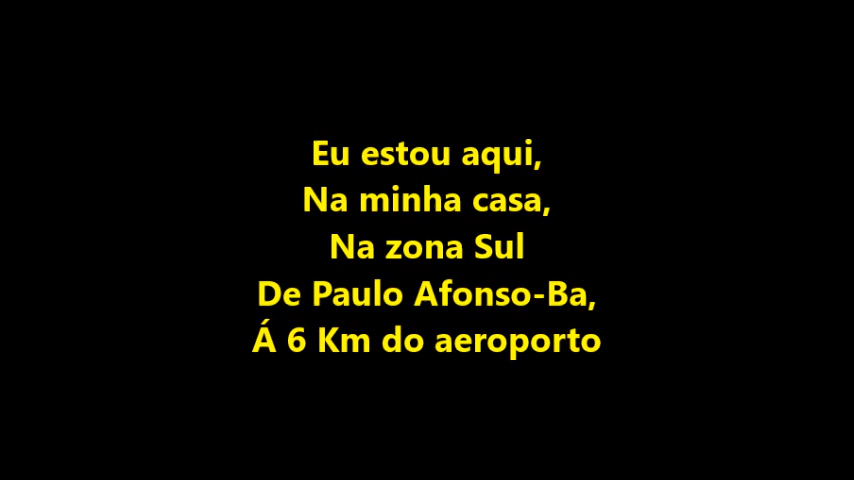 Eu estou aqui,
Na minha casa,
Na zona Sul
De Paulo Afonso-Ba,
Á 6 Km do aeroporto